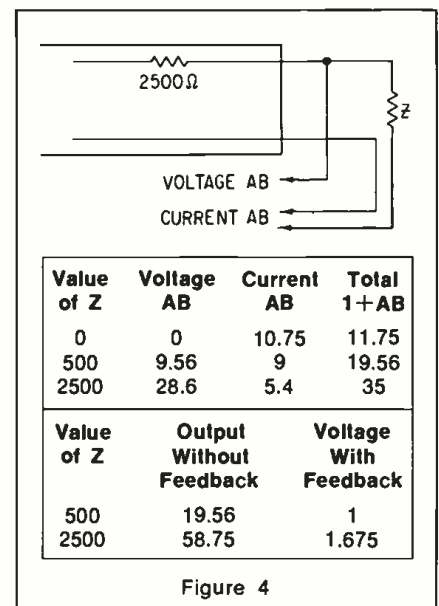 2500Ω
Z
VOLTAGE AB
CURRENT AB
Value Voltage Current Total
of Z AB AB 1+AB
0 0 10.75 11.75
500 9.56 9 19.56
2500 28.6 5.4 35
Value Output Voltage
of Z Without With
Feedback Feedback
500 19.56 1
2500 58.75 1.675
Figure 4